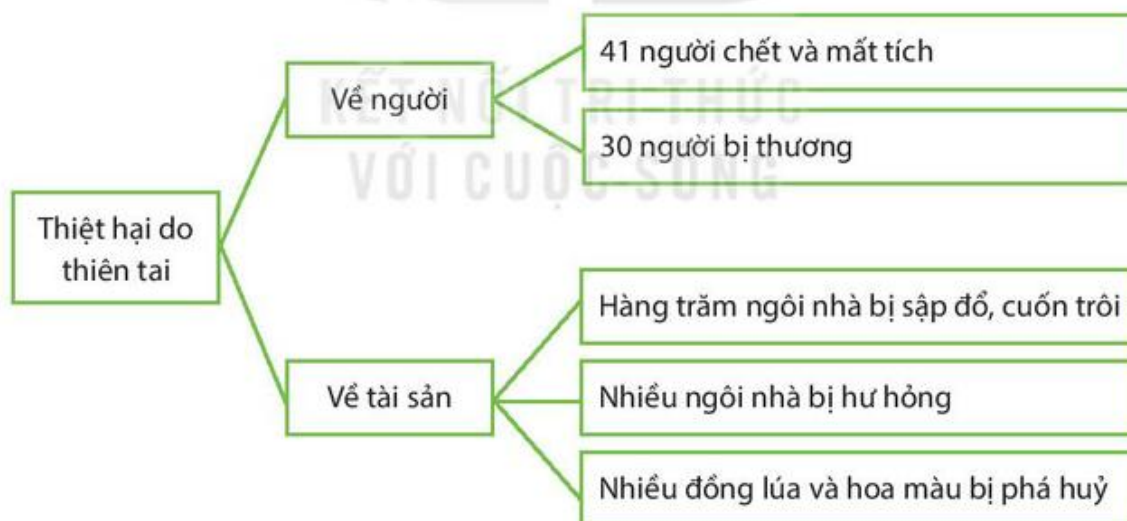 KẾT NỐI TRI THỨC
VỚI CUỘC SỐNG
Thiệt hại do
thiên tai
Về người
41 người chết và mất tích
30 người bị thương
Về tài sản
Hàng trăm ngôi nhà bị sập đổ, cuốn trôi
Nhiều ngôi nhà bị hư hỏng
Nhiều đồng lúa và hoa màu bị phá huỷ